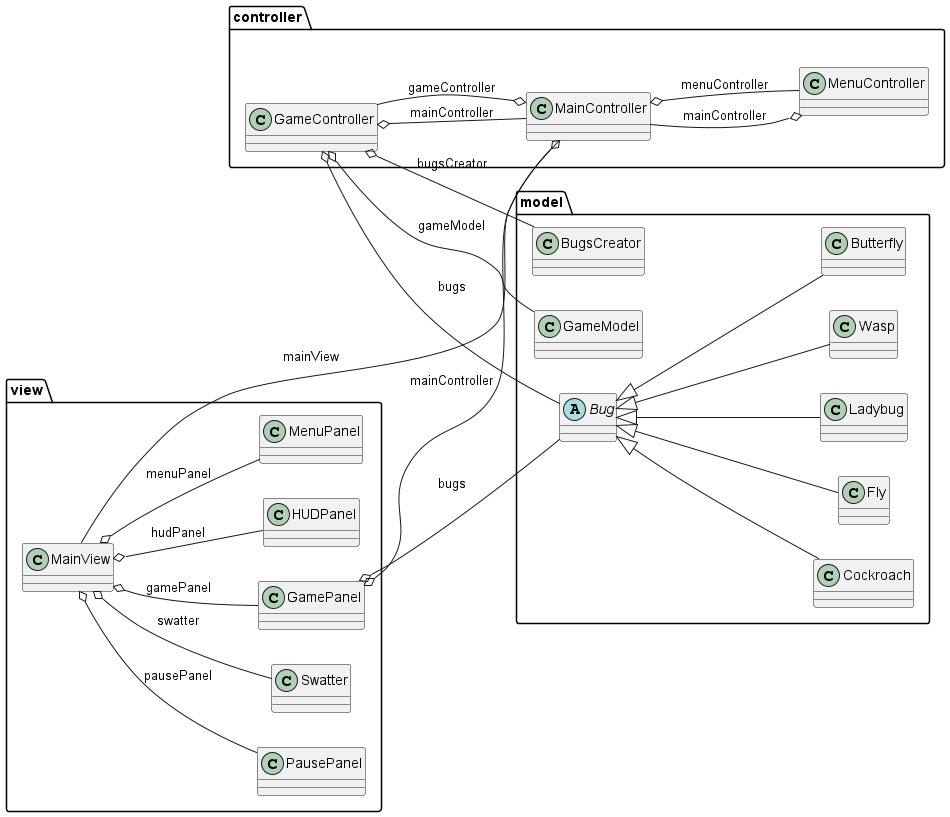 controller
gameController
menuController
C MenuController
C MainController
C GameController
mainController
mainController
bugsCreator
model
gameModel
C BugsCreator
C Butterfly
bugs
C GameModel
C Wasp
mainView
mainController
view
A Bug
C Ladybug
C MenuPanel
menuPanel
bugs
C Fly
C HUDPanel
hudPanel
C MainView
C Cockroach
gamePanel
C GamePanel
swatter
C Swatter
pausePanel
C PausePanel